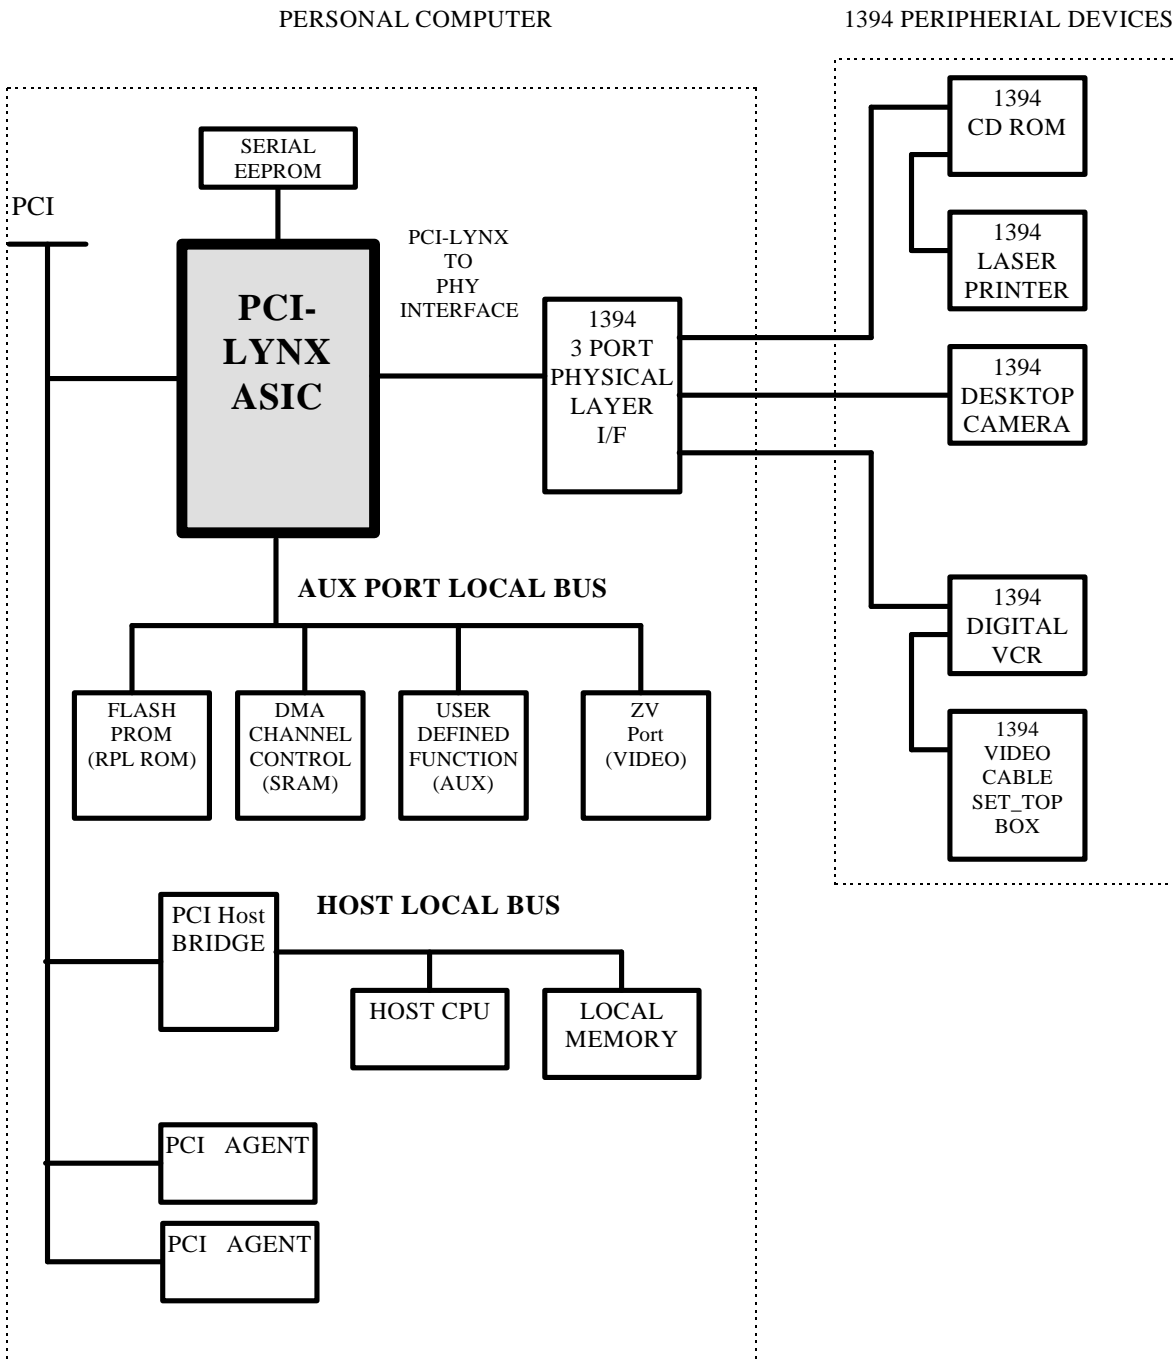 PERSONAL COMPUTER
1394 PERIPHERIAL DEVICES
SERIAL
EEPROM
PCI
PCI-
LYNX
ASIC
PCI-LYNX
TO
PHY
INTERFACE
1394
3 PORT
PHYSICAL
LAYER
I/F
1394
CD ROM
1394
LASER
PRINTER
1394
DESKTOP
CAMERA
1394
DIGITAL
VCR
1394
VIDEO
CABLE
SET_TOP
BOX
AUX PORT LOCAL BUS
FLASH
PROM
(RPL ROM)
DMA
CHANNEL
CONTROL
(SRAM)
USER
DEFINED
FUNCTION
(AUX)
ZV
Port
(VIDEO)
HOST LOCAL BUS
PCI Host
BRIDGE
HOST CPU
LOCAL
MEMORY
PCI AGENT
PCI AGENT